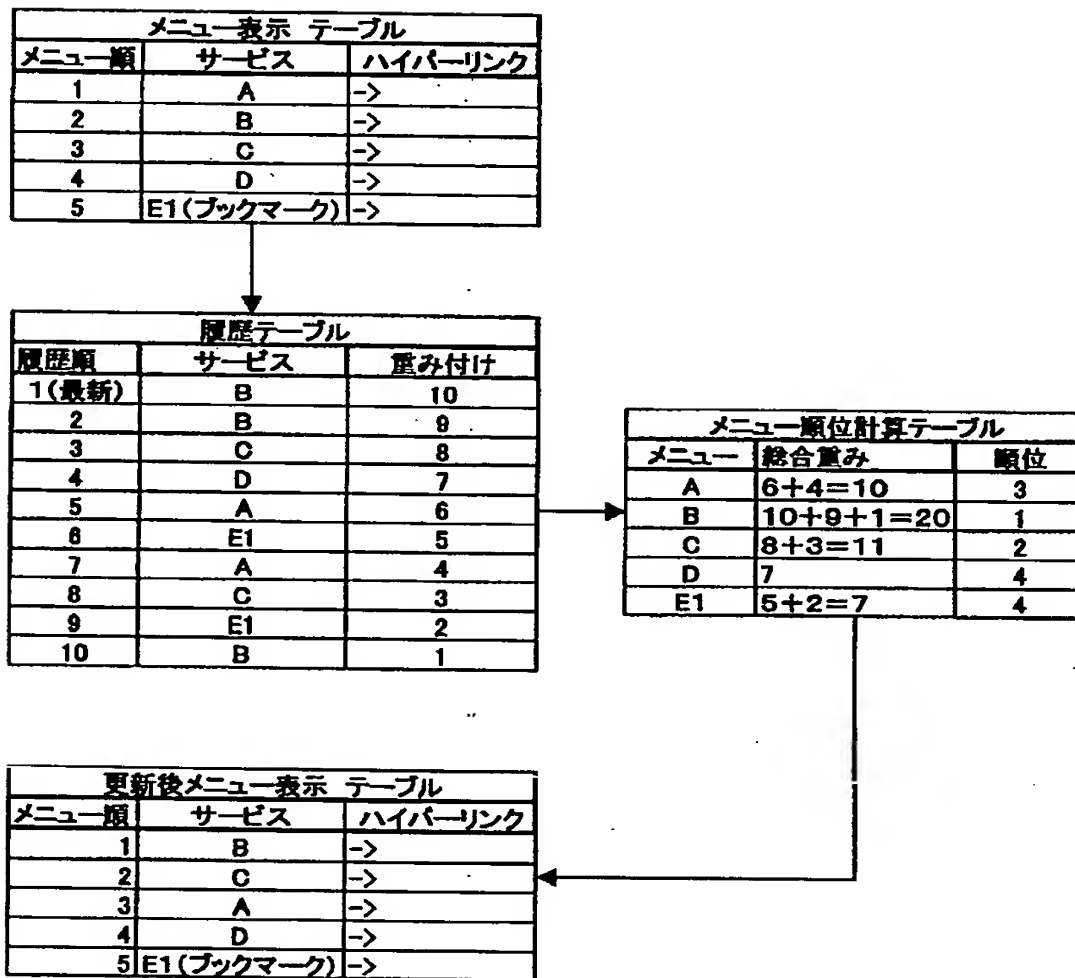 メニュー表示 テーブル
メニュー順 サービス ハイパーリンク
1 A ->
2 B ->
3 C ->
4 D ->
5 E1(ブックマーク) ->
履歴テーブル
履歴順 サービス 重み付け
1(最新) B 10
2 B 9
3 C 8
4 D 7
5 A 6
6 E1 5
7 A 4
8 C 3
9 E1 2
10 B 1
メニュー順位計算テーブル
メニュー 総合重み 順位
A 6+4=10 3
B 10+9+1=20 1
C 8+3=11 2
D 7 4
E1 5+2=7 4
更新後メニュー表示 テーブル
メニュー順 サービス ハイパーリンク
1 B ->
2 C ->
3 A ->
4 D ->
5 E1(ブックマーク) ->